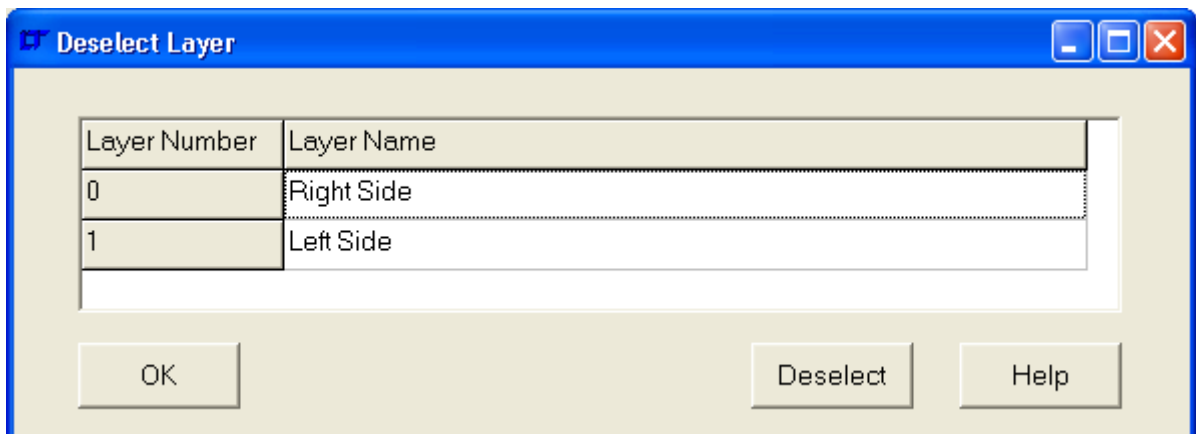 Deselect Layer
Layer Number Layer Name
0 Right Side
1 Left Side
OK Deselect Help